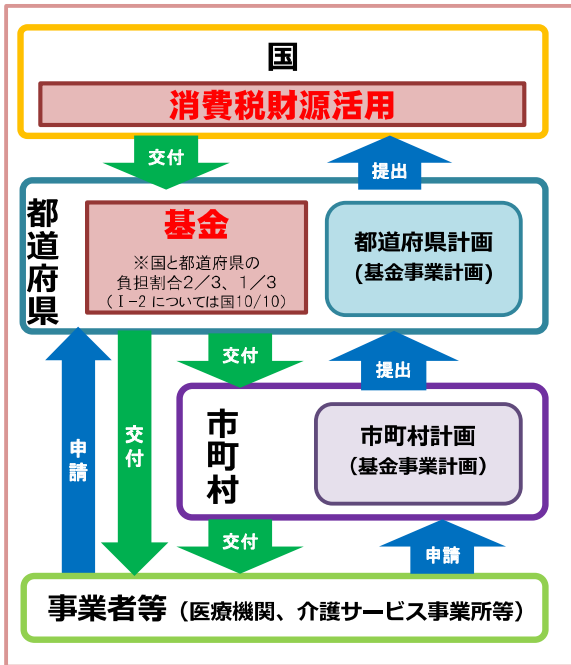 国
消費税財源活用
交付
提出
都道府県
基金
※国と都道府県の
負担割合2／3、1／3
（Ⅰ-2 については国10/10）
都道府県計画
(基金事業計画)
交付
提出
申請
交付
市町村
市町村計画
（基金事業計画）
交付
申請
事業者等（医療機関、介護サービス事業所等）